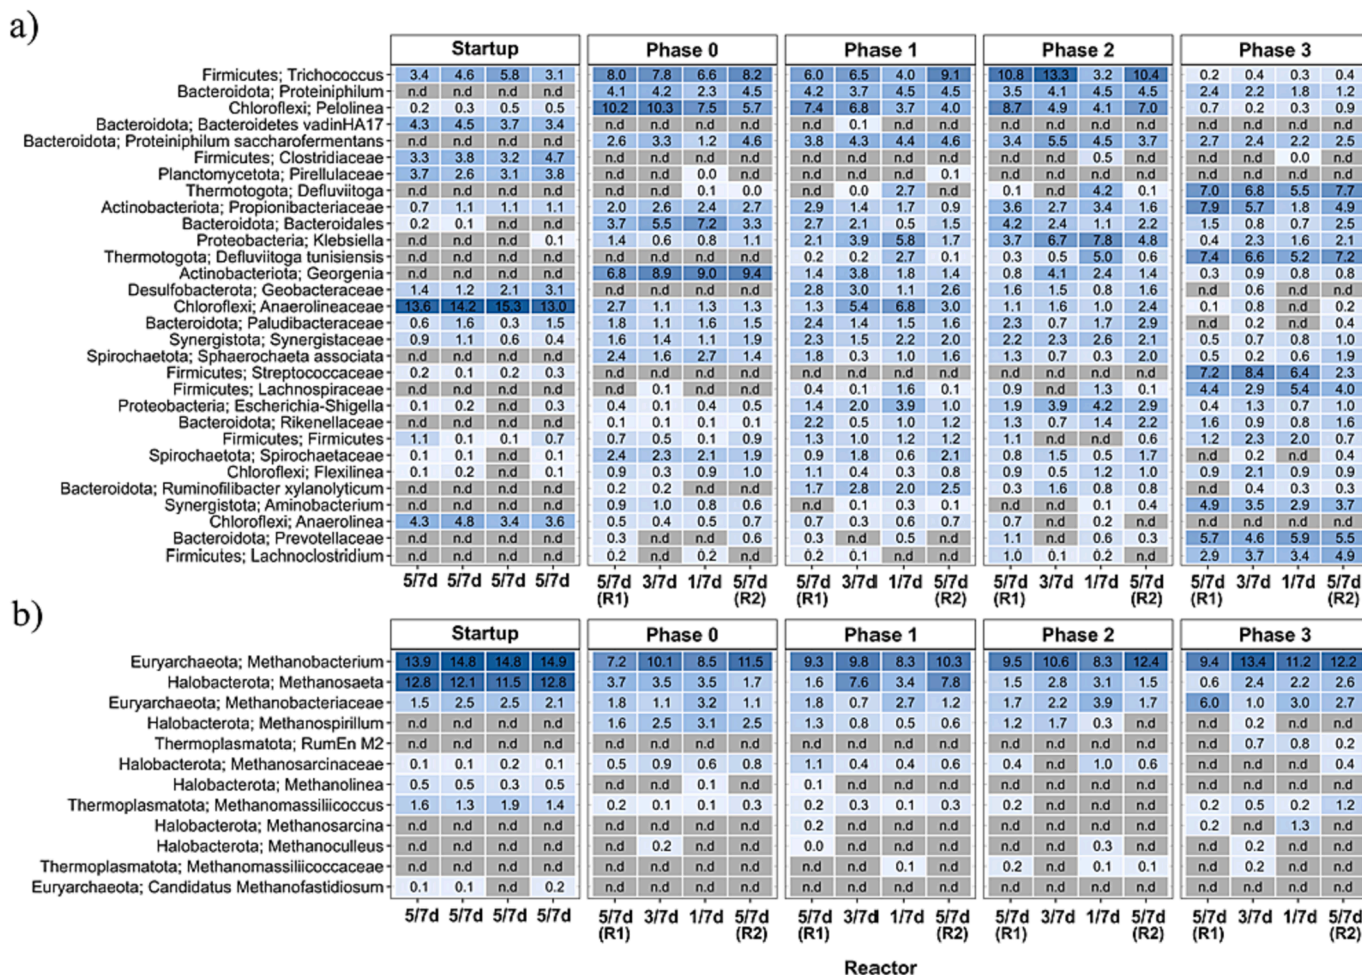 a)
Startup Phase 0 Phase 1 Phase 2 Phase 3
Firmicutes; Trichococcus 3.4 4.6 5.8 3.1 8.0 7.8 6.6 8.2 6.0 6.5 4.0 9.1 10.8 13.3 3.2 10.4 0.2 0.4 0.3 0.4
Bacteroidota; Proteiniphilum n.d n.d n.d n.d 4.1 4.2 2.3 4.5 4.2 3.7 4.5 4.5 3.5 4.1 4.5 4.5 2.4 2.2 1.8 1.2
Chloroflexi; Pelolinea 0.2 0.3 0.5 0.5 10.2 10.3 7.5 5.7 7.4 6.8 3.7 4.0 8.7 4.9 4.1 7.0 0.7 0.2 0.3 0.9
Bacteroidota; Bacteroidetes vadinHA17 4.3 4.5 3.7 3.4 n.d n.d n.d n.d n.d 0.1 n.d n.d n.d n.d n.d n.d n.d n.d n.d n.d
Bacteroidota; Proteiniphilum saccharofermentans n.d n.d n.d n.d 2.6 3.3 1.2 4.6 3.8 4.3 4.4 4.6 3.4 5.5 4.5 3.7 2.7 2.4 2.2 2.5
Firmicutes; Clostridiaceae 3.3 3.8 3.2 4.7 n.d n.d n.d n.d n.d n.d n.d n.d n.d n.d 0.5 n.d n.d n.d 0.0 n.d
Planctomycetota; Pirellulaceae 3.7 2.6 3.1 3.8 n.d n.d 0.0 n.d n.d n.d n.d 0.1 n.d n.d n.d n.d n.d n.d n.d n.d
Thermotogota; Defluviitoga n.d n.d n.d n.d n.d n.d 0.1 0.0 n.d 0.0 2.7 n.d 0.1 n.d 4.2 0.1 7.0 6.8 5.5 7.7
Actinobacteriota; Propionibacteriaceae 0.7 1.1 1.1 1.1 2.0 2.6 2.4 2.7 2.9 1.4 1.7 0.9 3.6 2.7 3.4 1.6 7.9 5.7 1.8 4.9
Bacteroidota; Bacteroidales 0.2 0.1 n.d n.d 3.7 5.5 7.2 3.3 2.7 2.1 0.5 1.5 4.2 2.4 1.1 2.2 1.5 0.8 0.7 2.5
Proteobacteria; Klebsiella n.d n.d n.d 0.1 1.4 0.6 0.8 1.1 2.1 3.9 5.8 1.7 3.7 6.7 7.8 4.8 0.4 2.3 1.6 2.1
Thermotogota; Defluviitoga tunisiensis n.d n.d n.d n.d n.d n.d n.d n.d 0.2 0.2 2.7 0.1 n.d n.d 5.0 0.6 7.4 6.6 5.2 7.2
Actinobacteriota; Georgenia n.d n.d n.d n.d 6.8 8.9 9.0 9.4 1.4 3.8 1.8 1.4 0.8 4.1 2.4 1.4 0.3 0.9 0.8 0.8
Desulfobacterota; Geobacteraceae 1.4 1.2 2.1 3.1 n.d n.d n.d n.d 2.8 3.0 1.1 2.8 1.6 1.5 0.8 1.6 n.d 0.6 n.d n.d
Chloroflexi; Anaerolineaceae 13.6 14.2 15.3 13.0 2.7 1.1 1.3 1.3 1.3 5.4 6.8 3.0 1.1 1.6 1.0 2.4 0.1 0.8 n.d 0.2
Bacteroidota; Paludibacteraceae 0.6 1.6 0.3 1.5 1.8 1.1 1.6 1.5 2.4 1.4 1.5 1.6 2.3 0.7 1.7 2.9 n.d 0.2 n.d 0.4
Synergistota; Synergistaceae 0.9 1.1 0.6 0.4 1.6 1.4 1.1 1.9 2.3 1.5 2.2 2.0 2.2 2.3 2.6 2.1 0.5 0.7 0.8 1.0
Spirochaetota; Sphaerochaeta associata n.d n.d n.d n.d 2.4 1.6 2.7 1.4 1.8 0.3 1.0 1.6 1.3 0.7 0.3 2.0 0.5 0.2 0.6 1.9
Firmicutes; Streptococcaceae 0.2 0.1 0.2 0.3 n.d n.d n.d n.d n.d n.d n.d n.d n.d n.d n.d n.d 7.2 8.4 6.4 2.3
Firmicutes; Lachnospiraceae n.d n.d n.d n.d n.d 0.1 n.d n.d 0.4 0.1 1.6 0.1 0.9 n.d 1.3 0.1 4.4 2.9 5.4 4.0
Proteobacteria; Escherichia-Shigella 0.1 0.2 n.d 0.3 0.4 0.1 0.4 0.5 1.4 2.0 3.9 1.0 1.9 3.9 4.2 2.9 0.4 1.3 0.7 1.0
Bacteroidota; Rikenellaceae n.d n.d n.d n.d 0.1 0.1 0.1 0.1 2.2 0.5 1.0 1.2 1.3 0.7 1.4 2.2 1.6 0.9 0.8 1.6
Firmicutes; Firmicutes 1.1 0.1 0.1 0.7 0.7 0.5 0.1 0.9 1.3 1.0 1.2 1.2 1.1 n.d n.d 0.6 1.2 2.3 2.0 0.7
Spirochaetota; Spirochaetaceae 0.1 0.1 n.d 0.1 2.4 2.3 2.1 1.9 0.9 1.8 0.6 2.1 0.8 1.5 0.5 1.7 n.d 0.2 n.d 0.4
Chloroflexi; Flexilinea 0.1 0.2 n.d 0.1 0.9 0.3 0.9 1.0 1.1 0.4 0.3 0.8 1.1 0.5 1.2 1.0 0.9 2.1 0.9 0.9
Bacteroidota; Ruminofilibacter xylanolyticum n.d n.d n.d n.d 0.2 0.2 n.d n.d 1.7 2.8 2.0 2.5 0.3 1.6 0.8 0.8 n.d 0.4 0.3 0.3
Synergistota; Aminobacterium n.d n.d n.d n.d 0.9 1.0 0.8 0.6 n.d 0.1 0.3 0.1 n.d n.d 0.1 0.4 4.9 3.5 2.9 3.7
Chloroflexi; Anaerolinea 4.3 4.8 3.4 3.6 0.5 0.4 0.5 0.7 0.7 0.3 0.6 0.7 0.7 n.d 0.2 n.d n.d n.d n.d n.d
Bacteroidota; Prevotellaceae n.d n.d n.d n.d 0.3 n.d n.d 0.6 0.3 n.d 0.5 n.d 1.1 n.d 0.6 0.3 5.7 4.6 5.9 5.5
Firmicutes; Lachnoclostridium n.d n.d n.d n.d 0.2 n.d 0.2 n.d 0.2 0.1 n.d n.d 1.0 0.1 0.2 n.d 2.9 3.7 3.4 4.9
5/7d 5/7d 5/7d 5/7d 5/7d 3/7d 1/7d 5/7d 5/7d 3/7d 1/7d 5/7d 5/7d 3/7d 1/7d 5/7d 5/7d 3/7d 1/7d 5/7d
(R1) (R2) (R1) (R2) (R1) (R2) (R1) (R2)
b)
Startup Phase 0 Phase 1 Phase 2 Phase 3
Euryarchaeota; Methanobacterium 13.9 14.8 14.8 14.9 7.2 10.1 8.5 11.5 9.3 9.8 8.3 10.3 9.5 10.6 8.3 12.4 9.4 13.4 11.2 12.2
Halobacterota; Methanosaeta 12.8 12.1 11.5 12.8 3.7 3.5 3.5 1.7 1.6 7.6 3.4 7.8 1.5 2.8 3.1 1.5 0.6 2.4 2.2 2.6
Euryarchaeota; Methanobacteriaceae 1.5 2.5 2.5 2.1 1.8 1.1 3.2 1.1 1.8 0.7 2.7 1.2 1.7 2.2 3.9 1.7 6.0 1.0 3.0 2.7
Halobacterota; Methanospirillum n.d n.d n.d n.d 1.6 2.5 3.1 2.5 1.3 0.8 0.5 0.6 1.2 1.7 0.3 n.d n.d 0.2 n.d n.d
Thermoplasmatota; RumEn M2 n.d n.d n.d n.d n.d n.d n.d n.d n.d n.d n.d n.d n.d n.d n.d n.d n.d 0.7 0.8 0.2
Halobacterota; Methanosarcinaceae 0.1 0.1 0.2 0.1 0.5 0.9 0.6 0.8 1.1 0.4 0.4 0.6 0.4 n.d 1.0 0.6 n.d n.d n.d 0.4
Halobacterota; Methanolinea 0.5 0.5 0.3 0.5 n.d n.d 0.1 n.d 0.1 n.d n.d n.d n.d n.d n.d n.d n.d n.d n.d n.d
Thermoplasmatota; Methanomassiliicoccus 1.6 1.3 1.9 1.4 0.2 0.1 0.1 0.3 0.2 0.3 0.1 0.3 0.2 n.d n.d n.d 0.2 0.5 0.2 1.2
Halobacterota; Methanosarcina n.d n.d n.d n.d n.d n.d n.d n.d 0.2 n.d n.d n.d n.d n.d n.d n.d 0.2 n.d 1.3 n.d
Halobacterota; Methanoculleus n.d n.d n.d n.d n.d 0.2 n.d n.d 0.0 n.d n.d n.d n.d n.d 0.3 n.d n.d 0.2 n.d n.d
Thermoplasmatota; Methanomassiliicoccaceae n.d n.d n.d n.d n.d n.d n.d n.d n.d n.d 0.1 n.d 0.2 n.d 0.1 0.1 n.d 0.2 n.d n.d
Euryarchaeota; Candidatus Methanofastidiosum 0.1 0.1 n.d 0.2 n.d n.d n.d n.d n.d n.d n.d n.d n.d n.d n.d n.d n.d n.d n.d n.d
5/7d 5/7d 5/7d 5/7d 5/7d 3/7d 1/7d 5/7d 5/7d 3/7d 1/7d 5/7d 5/7d 3/7d 1/7d 5/7d 5/7d 3/7d 1/7d 5/7d
(R1) (R2) (R1) (R2) (R1) (R2) (R1) (R2)
Reactor